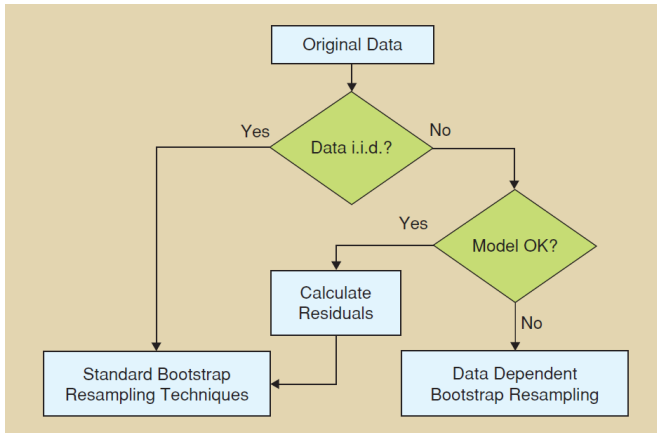 Original Data
Yes
Data i.i.d.?
No
Yes
Model OK?
Calculate
Residuals
No
Standard Bootstrap
Resampling Techniques
Data Dependent
Bootstrap Resampling